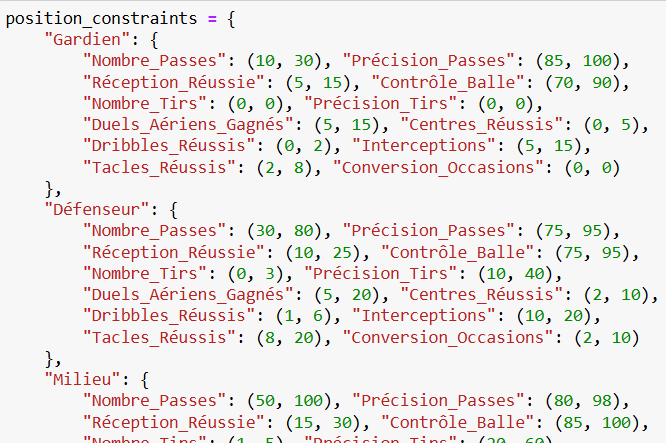 position_constraints = {
"Gardien": {
"Nombre_Passes": (10, 30), "Précision_Passes": (85, 100),
"Réception_Réussie": (5, 15), "Contrôle_Balle": (70, 90),
"Nombre_Tirs": (0, 0), "Précision_Tirs": (0, 0),
"Duels_Aériens_Gagnés": (5, 15), "Centres_Réussis": (0, 5),
"Dribbles_Réussis": (0, 2), "Interceptions": (5, 15),
"Tacles_Réussis": (2, 8), "Conversion_Occasions": (0, 0)
},
"Défenseur": {
"Nombre_Passes": (30, 80), "Précision_Passes": (75, 95),
"Réception_Réussie": (10, 25), "Contrôle_Balle": (75, 95),
"Nombre_Tirs": (0, 3), "Précision_Tirs": (10, 40),
"Duels_Aériens_Gagnés": (5, 20), "Centres_Réussis": (2, 10),
"Dribbles_Réussis": (1, 6), "Interceptions": (10, 20),
"Tacles_Réussis": (8, 20), "Conversion_Occasions": (2, 10)
},
"Milieu": {
"Nombre_Passes": (50, 100), "Précision_Passes": (80, 98),
"Réception_Réussie": (15, 30), "Contrôle_Balle": (85, 100),
"Nombre_Tirs": (1, 5), "Précision_Tirs": (20, 60),